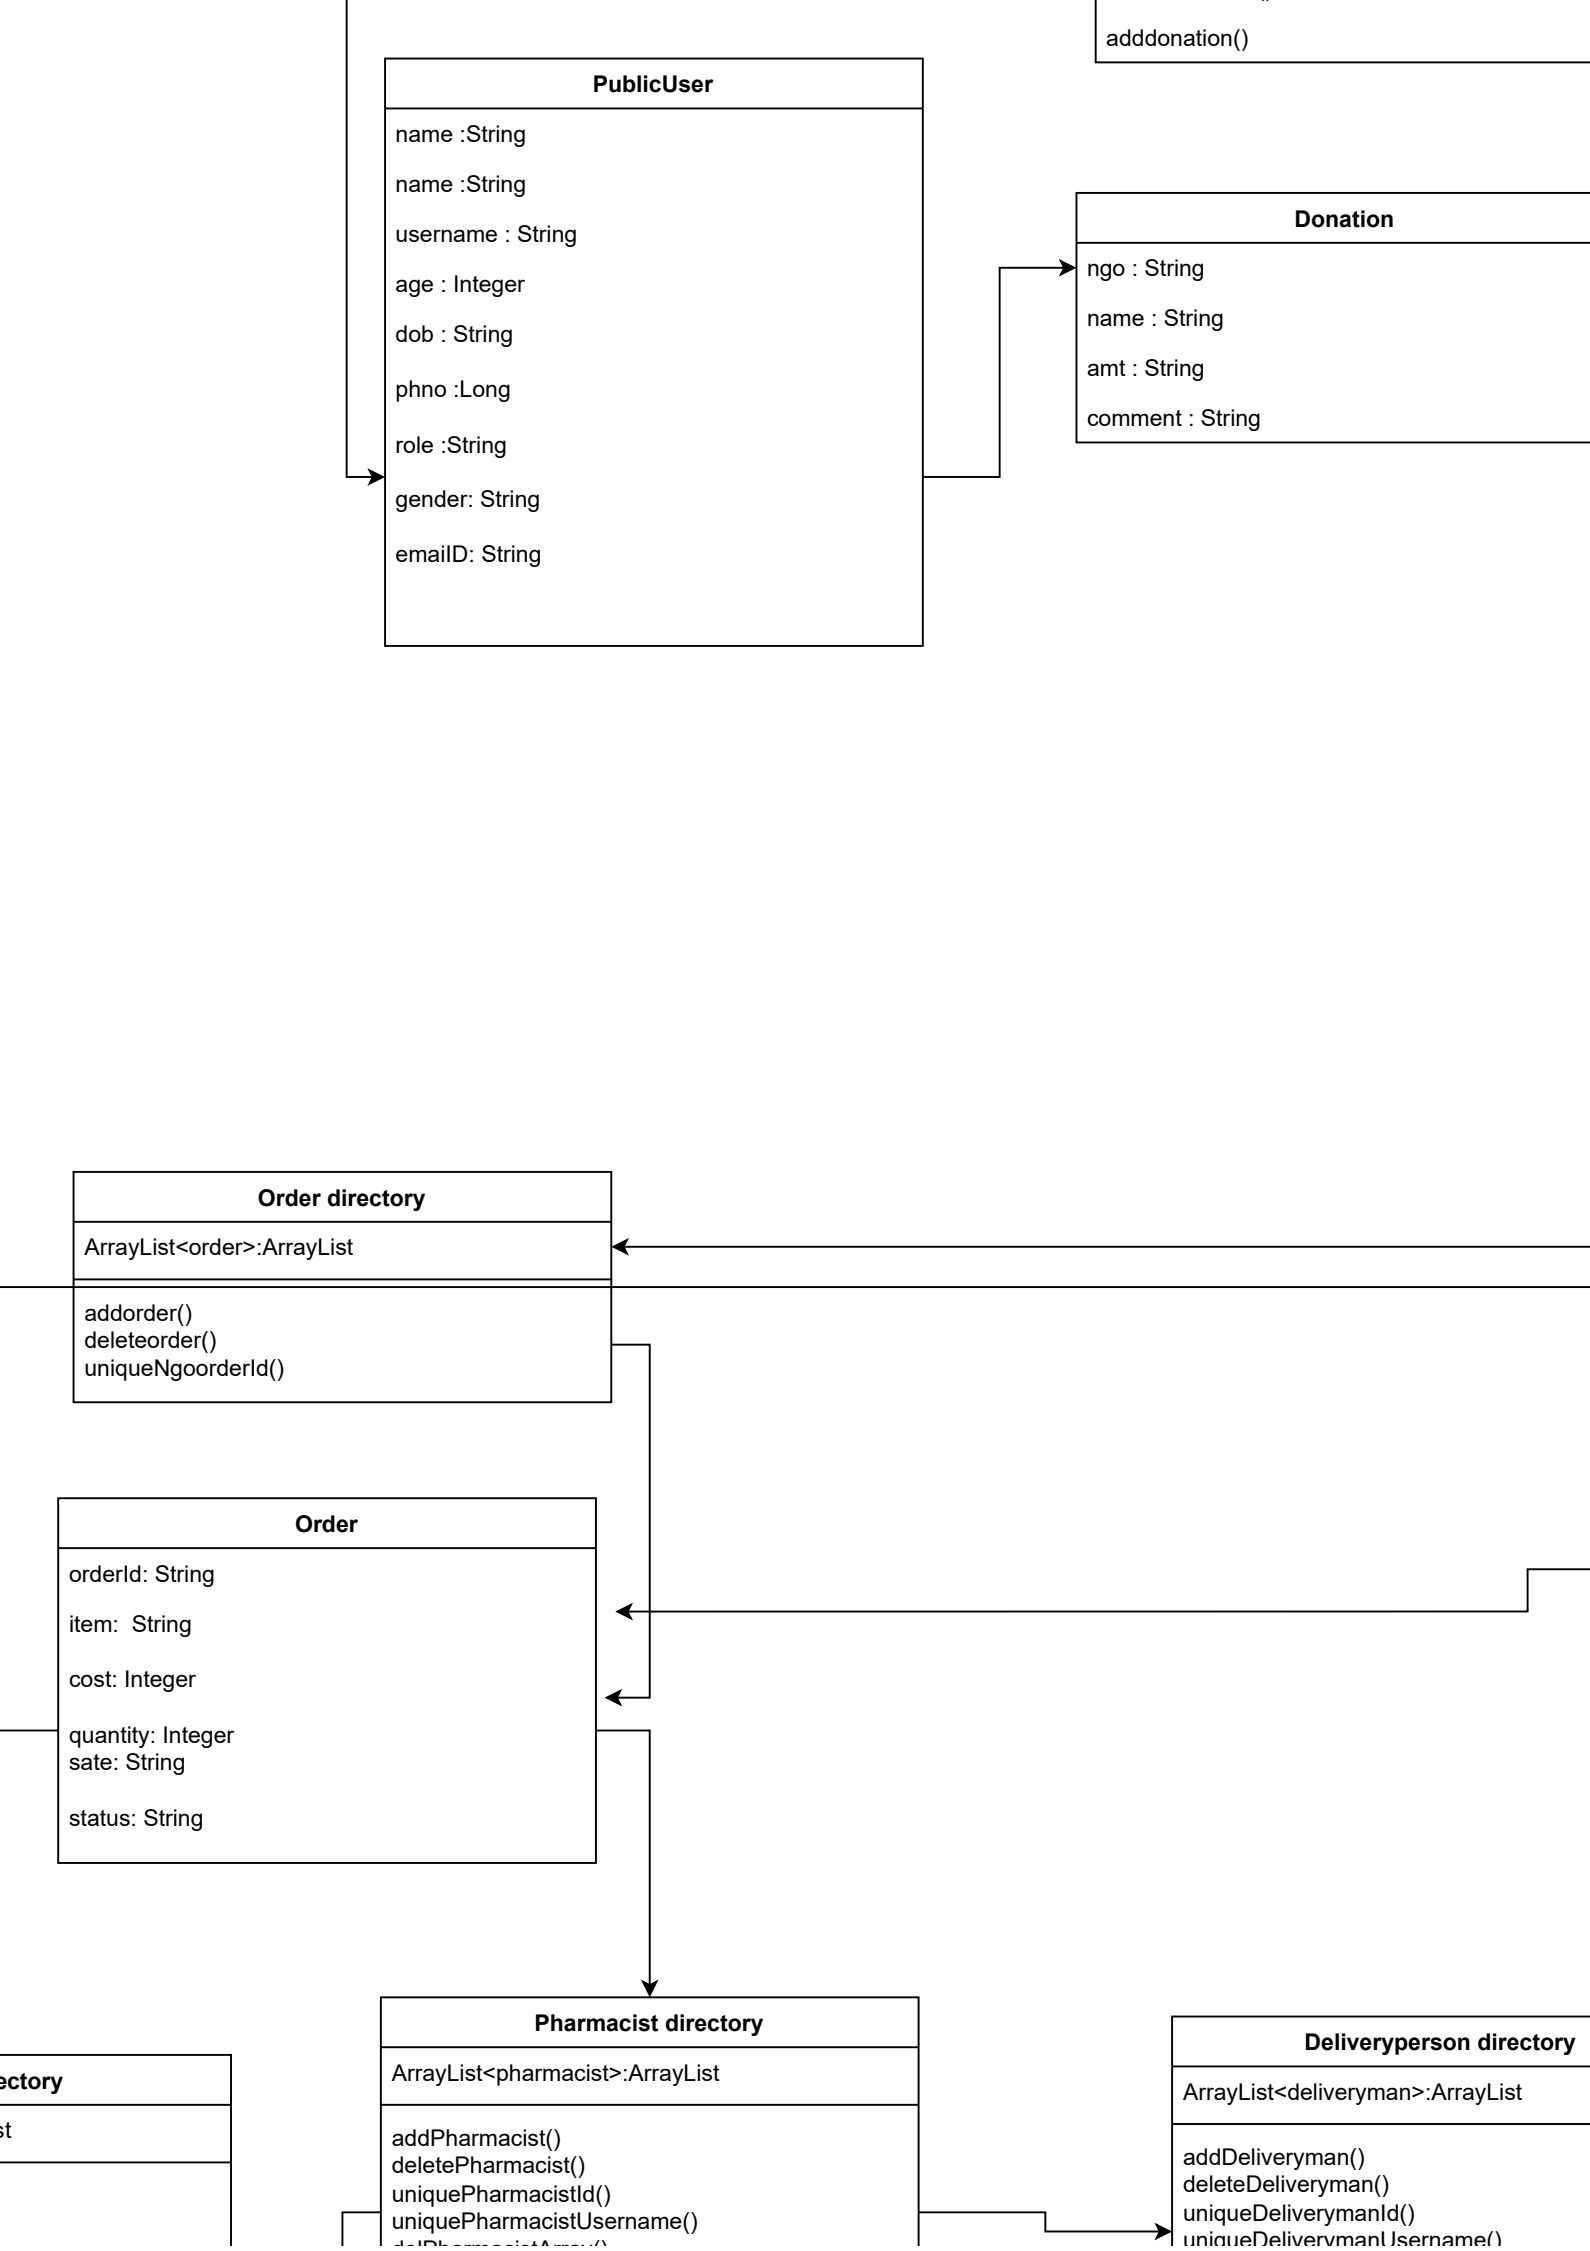 adddonation()
PublicUser
name :String
name :String
username : String
age : Integer
dob : String
phno :Long
role :String
gender: String
emailID: String
Donation
ngo : String
name : String
amt : String
comment : String
Order directory
ArrayList<order>:ArrayList
addorder()
deleteorder()
uniqueNgoorderId()
Order
orderId: String
item:  String
cost: Integer
quantity: Integer
sate: String
status: String
Pharmacist directory
ArrayList<pharmacist>:ArrayList
addPharmacist()
deletePharmacist()
uniquePharmacistId()
uniquePharmacistUsername()
delPharmacistArray()
Deliveryperson directory
ArrayList<deliveryman>:ArrayList
addDeliveryman()
deleteDeliveryman()
uniqueDeliverymanId()
uniqueDeliverymanUsername()
ectory
st